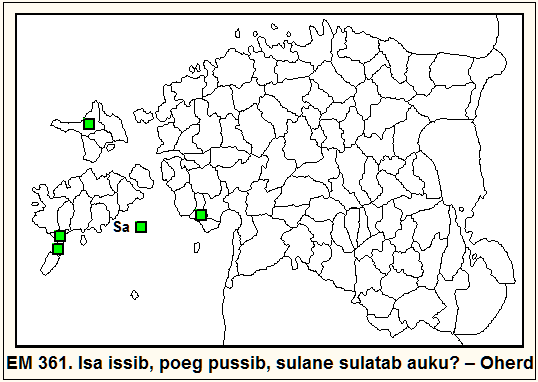 Sa
EM 361. Isa issib, poeg pussib, sulane sulatab auku? – Oherd